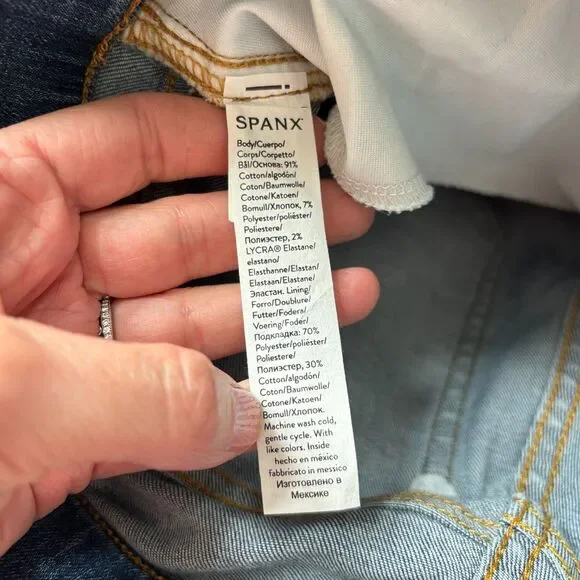 SPANX
Body/Cuerpo/
Corps/Corpetto/
Bål/Основа: 91%
Cotton/algodón/
Coton/Baumwolle/
Cotone/Katoen/
Bomull/Хлопок, 7%
Polyester/poliéster/
Poliestere/
Полиэстер, 2%
LYCRA® Elastane/
elastano/
Elasthanne/Elastan/
Elastaan/Elastane/
Эластан. Lining/
Forro/Doublure/
Futter/Fodera/
Voering/Foder/
Подкладка: 70%
Polyester/poliéster/
Poliestere/
Полиэстер, 30%
Cotton/algodón/
Coton/Baumwolle/
Cotone/Katoen/
Bomull/Хлопок.
Machine wash cold,
gentle cycle. With
like colors. Inside
hecho en méxico
Fabbricato in messico
Изготовлено в
Мексике